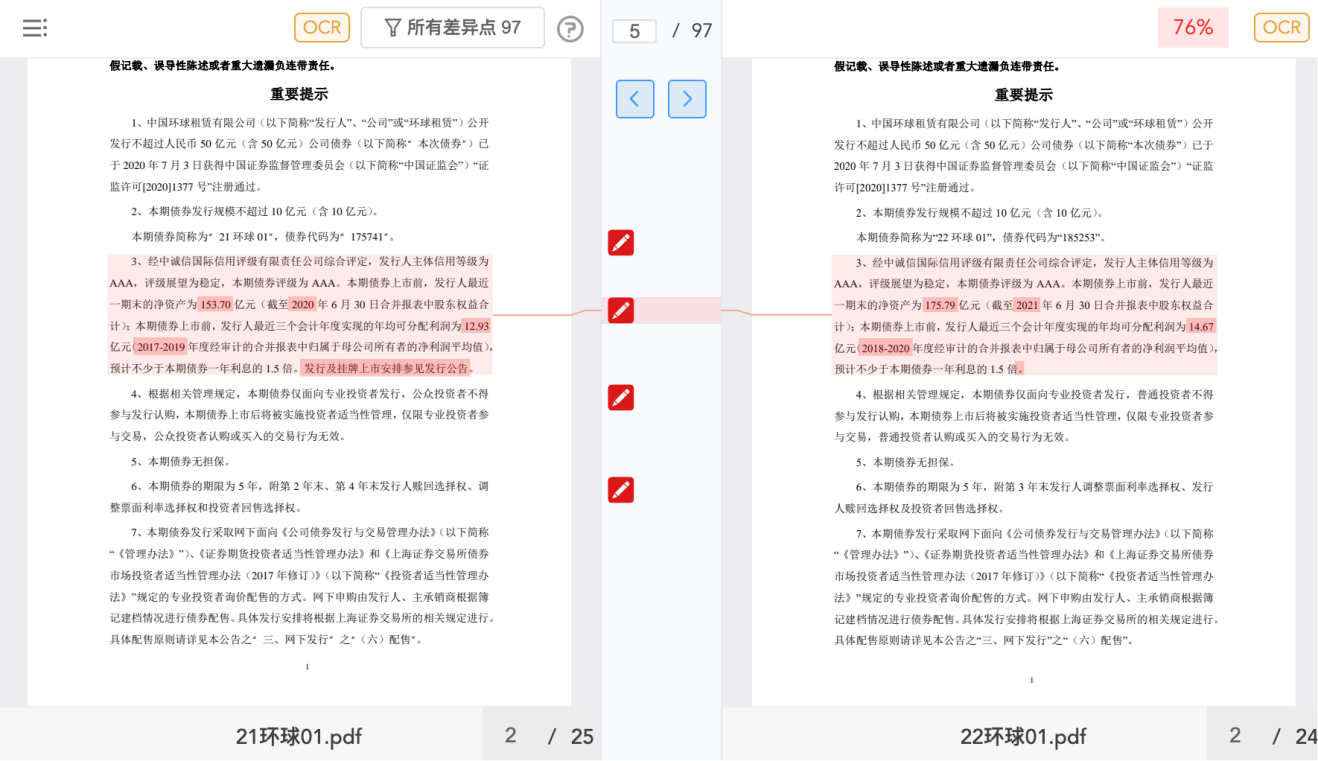 OCR
所有差异点 97
?
5 / 97
76%
OCR
假记载、误导性陈述或者重大遗漏负连带责任。
重要提示
1、中国环球租赁有限公司（以下简称“发行人”、“公司”或“环球租赁”）公开
发行不超过人民币 50 亿元（含 50 亿元）公司债券（以下简称“ 本次债券”）已
于 2020 年 7 月 3 日获得中国证券监督管理委员会（以下简称“中国证监会”）“证
监许可[2020]1377 号”注册通过。
2、本期债券发行规模不超过 10 亿元（含 10 亿元）。
本期债券简称为“ 21 环球 01”，债券代码为“ 175741”。
3、经中诚信国际信用评级有限责任公司综合评定，发行人主体信用等级为
AAA，评级展望为稳定，本期债券评级为 AAA。本期债券上市前，发行人最近
一期末的净资产为 153.70 亿元（截至 2020 年 6 月 30 日合并报表中股东权益合
计）；本期债券上市前，发行人最近三个会计年度实现的年均可分配利润为 12.93
亿元（2017-2019 年度经审计的合并报表中归属于母公司所有者的净利润平均值），
预计不少于本期债券一年利息的 1.5 倍。发行及挂牌上市安排参见发行公告。
4、根据相关管理规定，本期债券仅面向专业投资者发行，公众投资者不得
参与发行认购，本期债券上市后将被实施投资者适当性管理，仅限专业投资者参
与交易，公众投资者认购或买入的交易行为无效。
5、本期债券无担保。
6、本期债券的期限为 5 年，附第 2 年末、第 4 年末发行人赎回选择权、调
整票面利率选择权和投资者回售选择权。
7、本期债券发行采取网下面向《公司债券发行与交易管理办法》（以下简称
“《管理办法》”）、《证券期货投资者适当性管理办法》和《上海证券交易所债券
市场投资者适当性管理办法（2017 年修订）》（以下简称“《投资者适当性管理办
法》”规定的专业投资者询价配售的方式。网下申购由发行人、主承销商根据簿
记建档情况进行债券配售。具体发行安排将根据上海证券交易所的相关规定进行。
具体配售原则请详见本公告之“ 三、网下发行” 之“（六）配售”。
1
21环球01.pdf
2 / 25
假记载、误导性陈述或者重大遗漏负连带责任。
重要提示
1、中国环球租赁有限公司（以下简称“发行人”、“公司”或“环球租赁”）公开
发行不超过人民币 50 亿元（含 50 亿元）公司债券（以下简称“本次债券”）已于
2020 年 7 月 3 日获得中国证券监督管理委员会（以下简称“中国证监会”）“证监
许可[2020]1377 号”注册通过。
2、本期债券发行规模不超过 10 亿元（含 10 亿元）。
本期债券简称为“22 环球 01”，债券代码为“185253”。
3、经中诚信国际信用评级有限责任公司综合评定，发行人主体信用等级为
AAA，评级展望为稳定，本期债券评级为 AAA。本期债券上市前，发行人最近
一期末的净资产为 175.79 亿元（截至 2021 年 6 月 30 日合并报表中股东权益合
计）；本期债券上市前，发行人最近三个会计年度实现的年均可分配利润为 14.67
亿元（2018-2020 年度经审计的合并报表中归属于母公司所有者的净利润平均值），
预计不少于本期债券一年利息的 1.5 倍。
4、根据相关管理规定，本期债券仅面向专业投资者发行，普通投资者不得
参与发行认购，本期债券上市后将被实施投资者适当性管理，仅限专业投资者参
与交易，普通投资者认购或买入的交易行为无效。
5、本期债券无担保。
6、本期债券的期限为 5 年，附第 3 年末发行人调整票面利率选择权、发行
人赎回选择权及投资者回售选择权。
7、本期债券发行采取网下面向《公司债券发行与交易管理办法》（以下简称
“《管理办法》”）、《证券期货投资者适当性管理办法》和《上海证券交易所债券
市场投资者适当性管理办法（2017 年修订）》（以下简称“《投资者适当性管理办
法》”规定的专业投资者询价配售的方式。网下申购由发行人、主承销商根据簿
记建档情况进行债券配售。具体发行安排将根据上海证券交易所的相关规定进行。
具体配售原则请详见本公告之“三、网下发行”之“（六）配售”。
1
22环球01.pdf
2 / 24